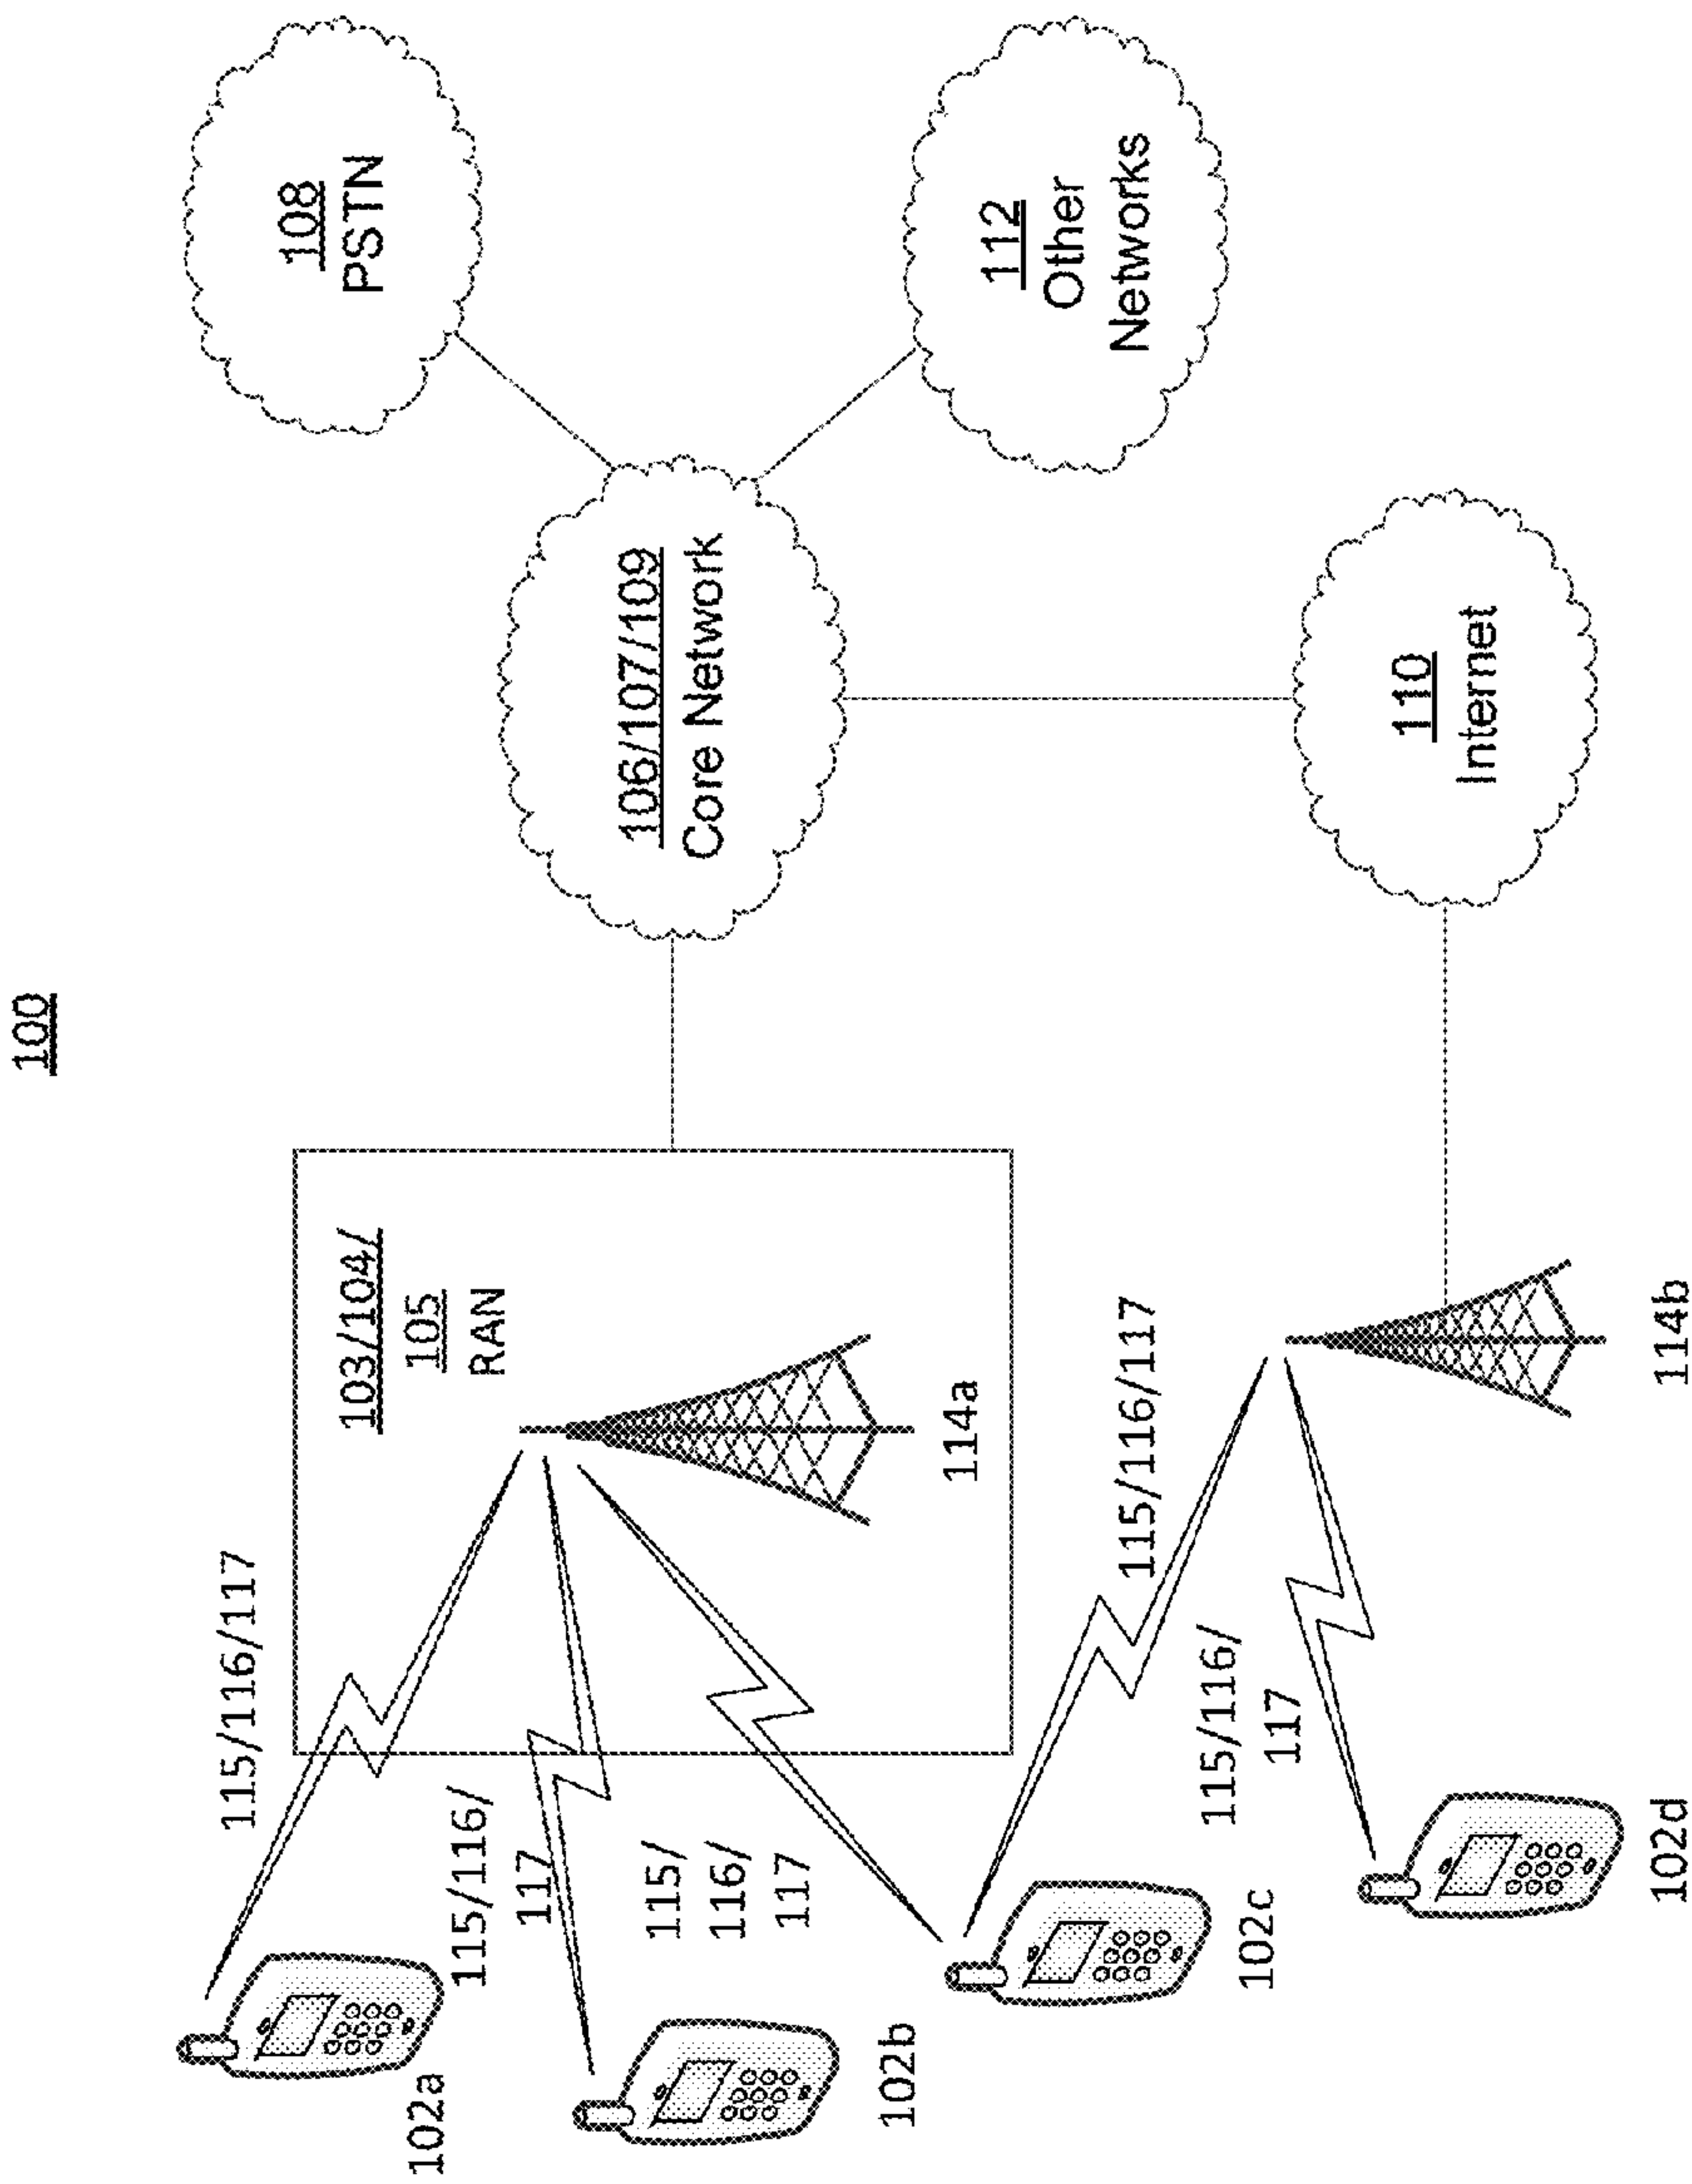 100
102a
115/116/117
103/104/
105
RAN
106/107/109
Core Network
108
PSTN
115/116/
117
102b
115/
116/
117
114a
112
Other
Networks
102c
115/116/117
115/116/
117
110
Internet
102d
114b